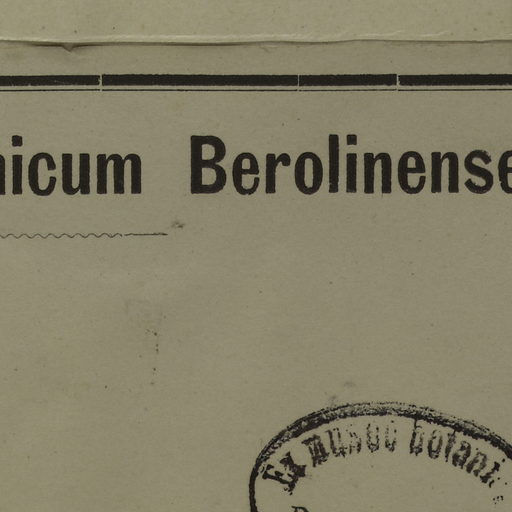 nicum Berolinense
Ex museo botani